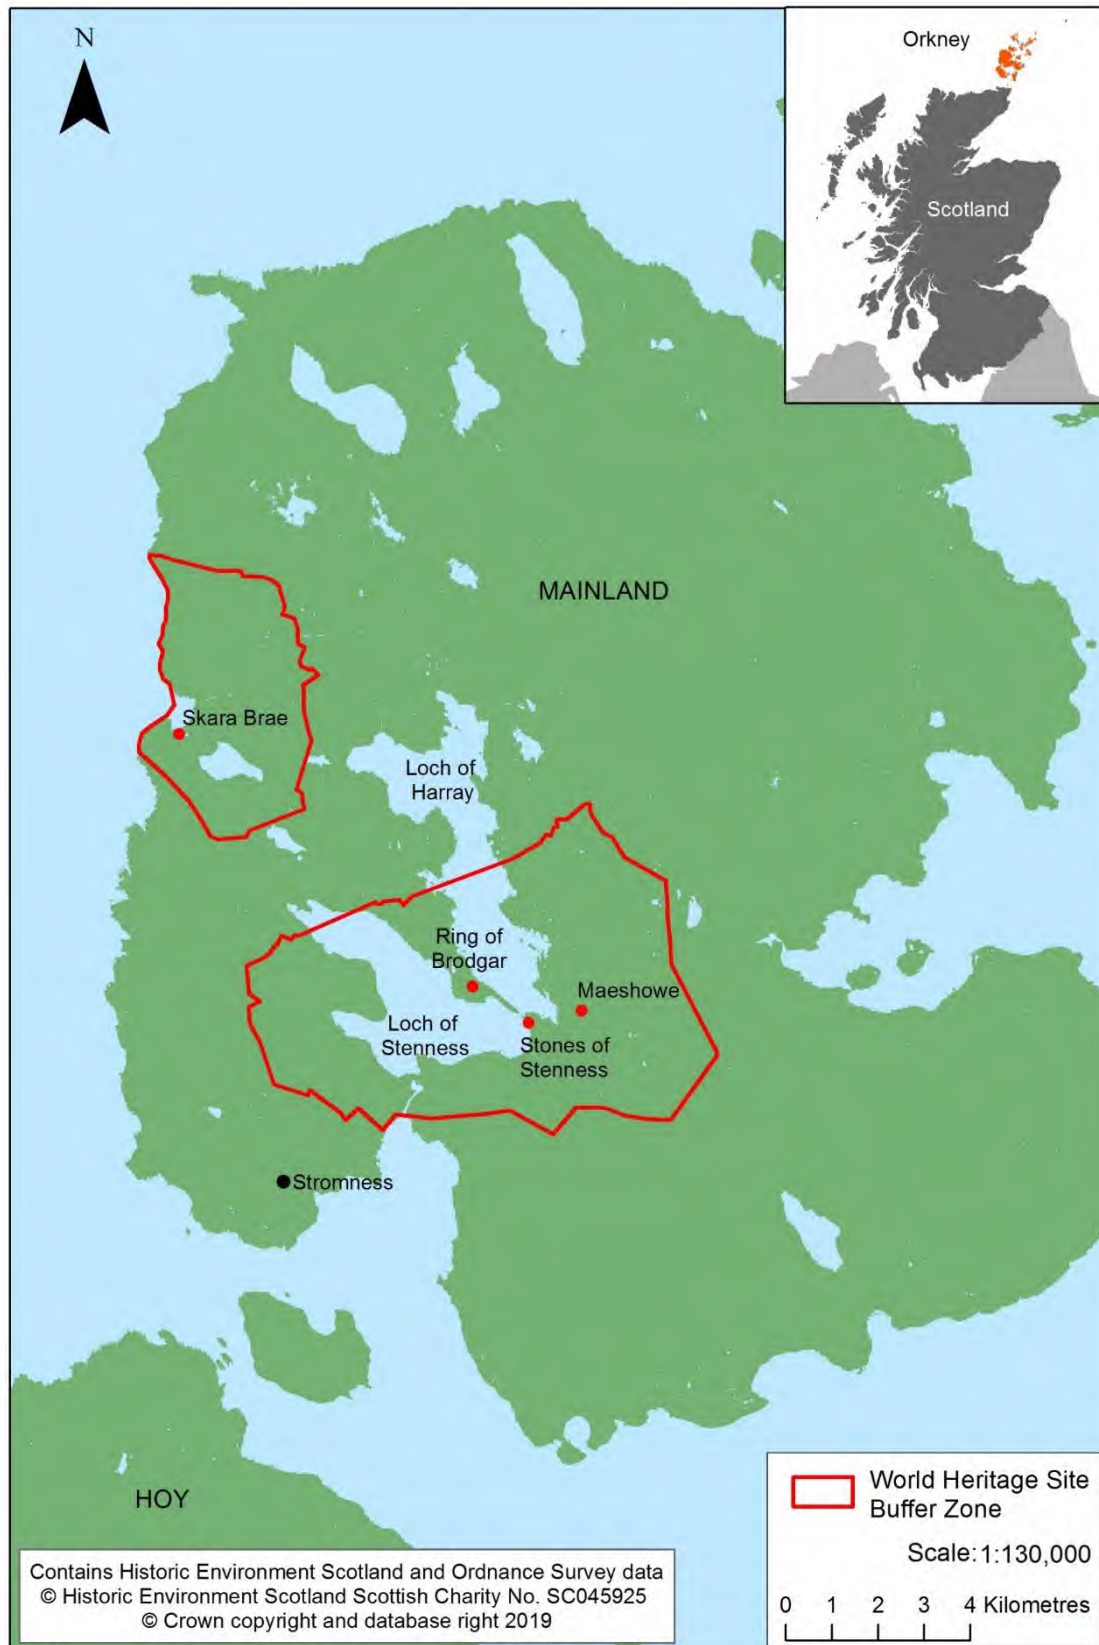 N
Orkney
Scotland
MAINLAND
Skara Brae
Loch of
Harray
Ring of
Brodgar
Maeshowe
Loch of
Stenness
Stones of
Stenness
Stromness
HOY
World Heritage Site
Buffer Zone
Scale: 1:130,000
0 1 2 3 4 Kilometres
Contains Historic Environment Scotland and Ordnance Survey data
© Historic Environment Scotland Scottish Charity No. SC045925
© Crown copyright and database right 2019